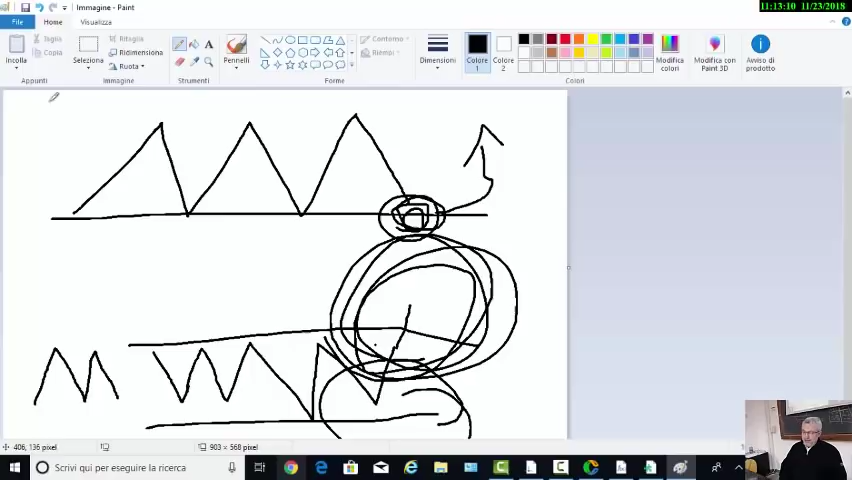 Immagine - Paint
11:13:10 11/23/2018
File Home Visualizza
Incolla
Taglia
Copia
Seleziona
Ritaglia
Ridimensiona
Ruota
A
Pennelli
Contorno
Riempi
Dimensioni
Colore 1
Colore 2
Modifica colori
Modifica con Paint 3D
Avviso di prodotto
Appunti Immagine Strumenti Forme Colori
406, 136 pixel 903 × 568 pixel
Scrivi qui per eseguire la ricerca